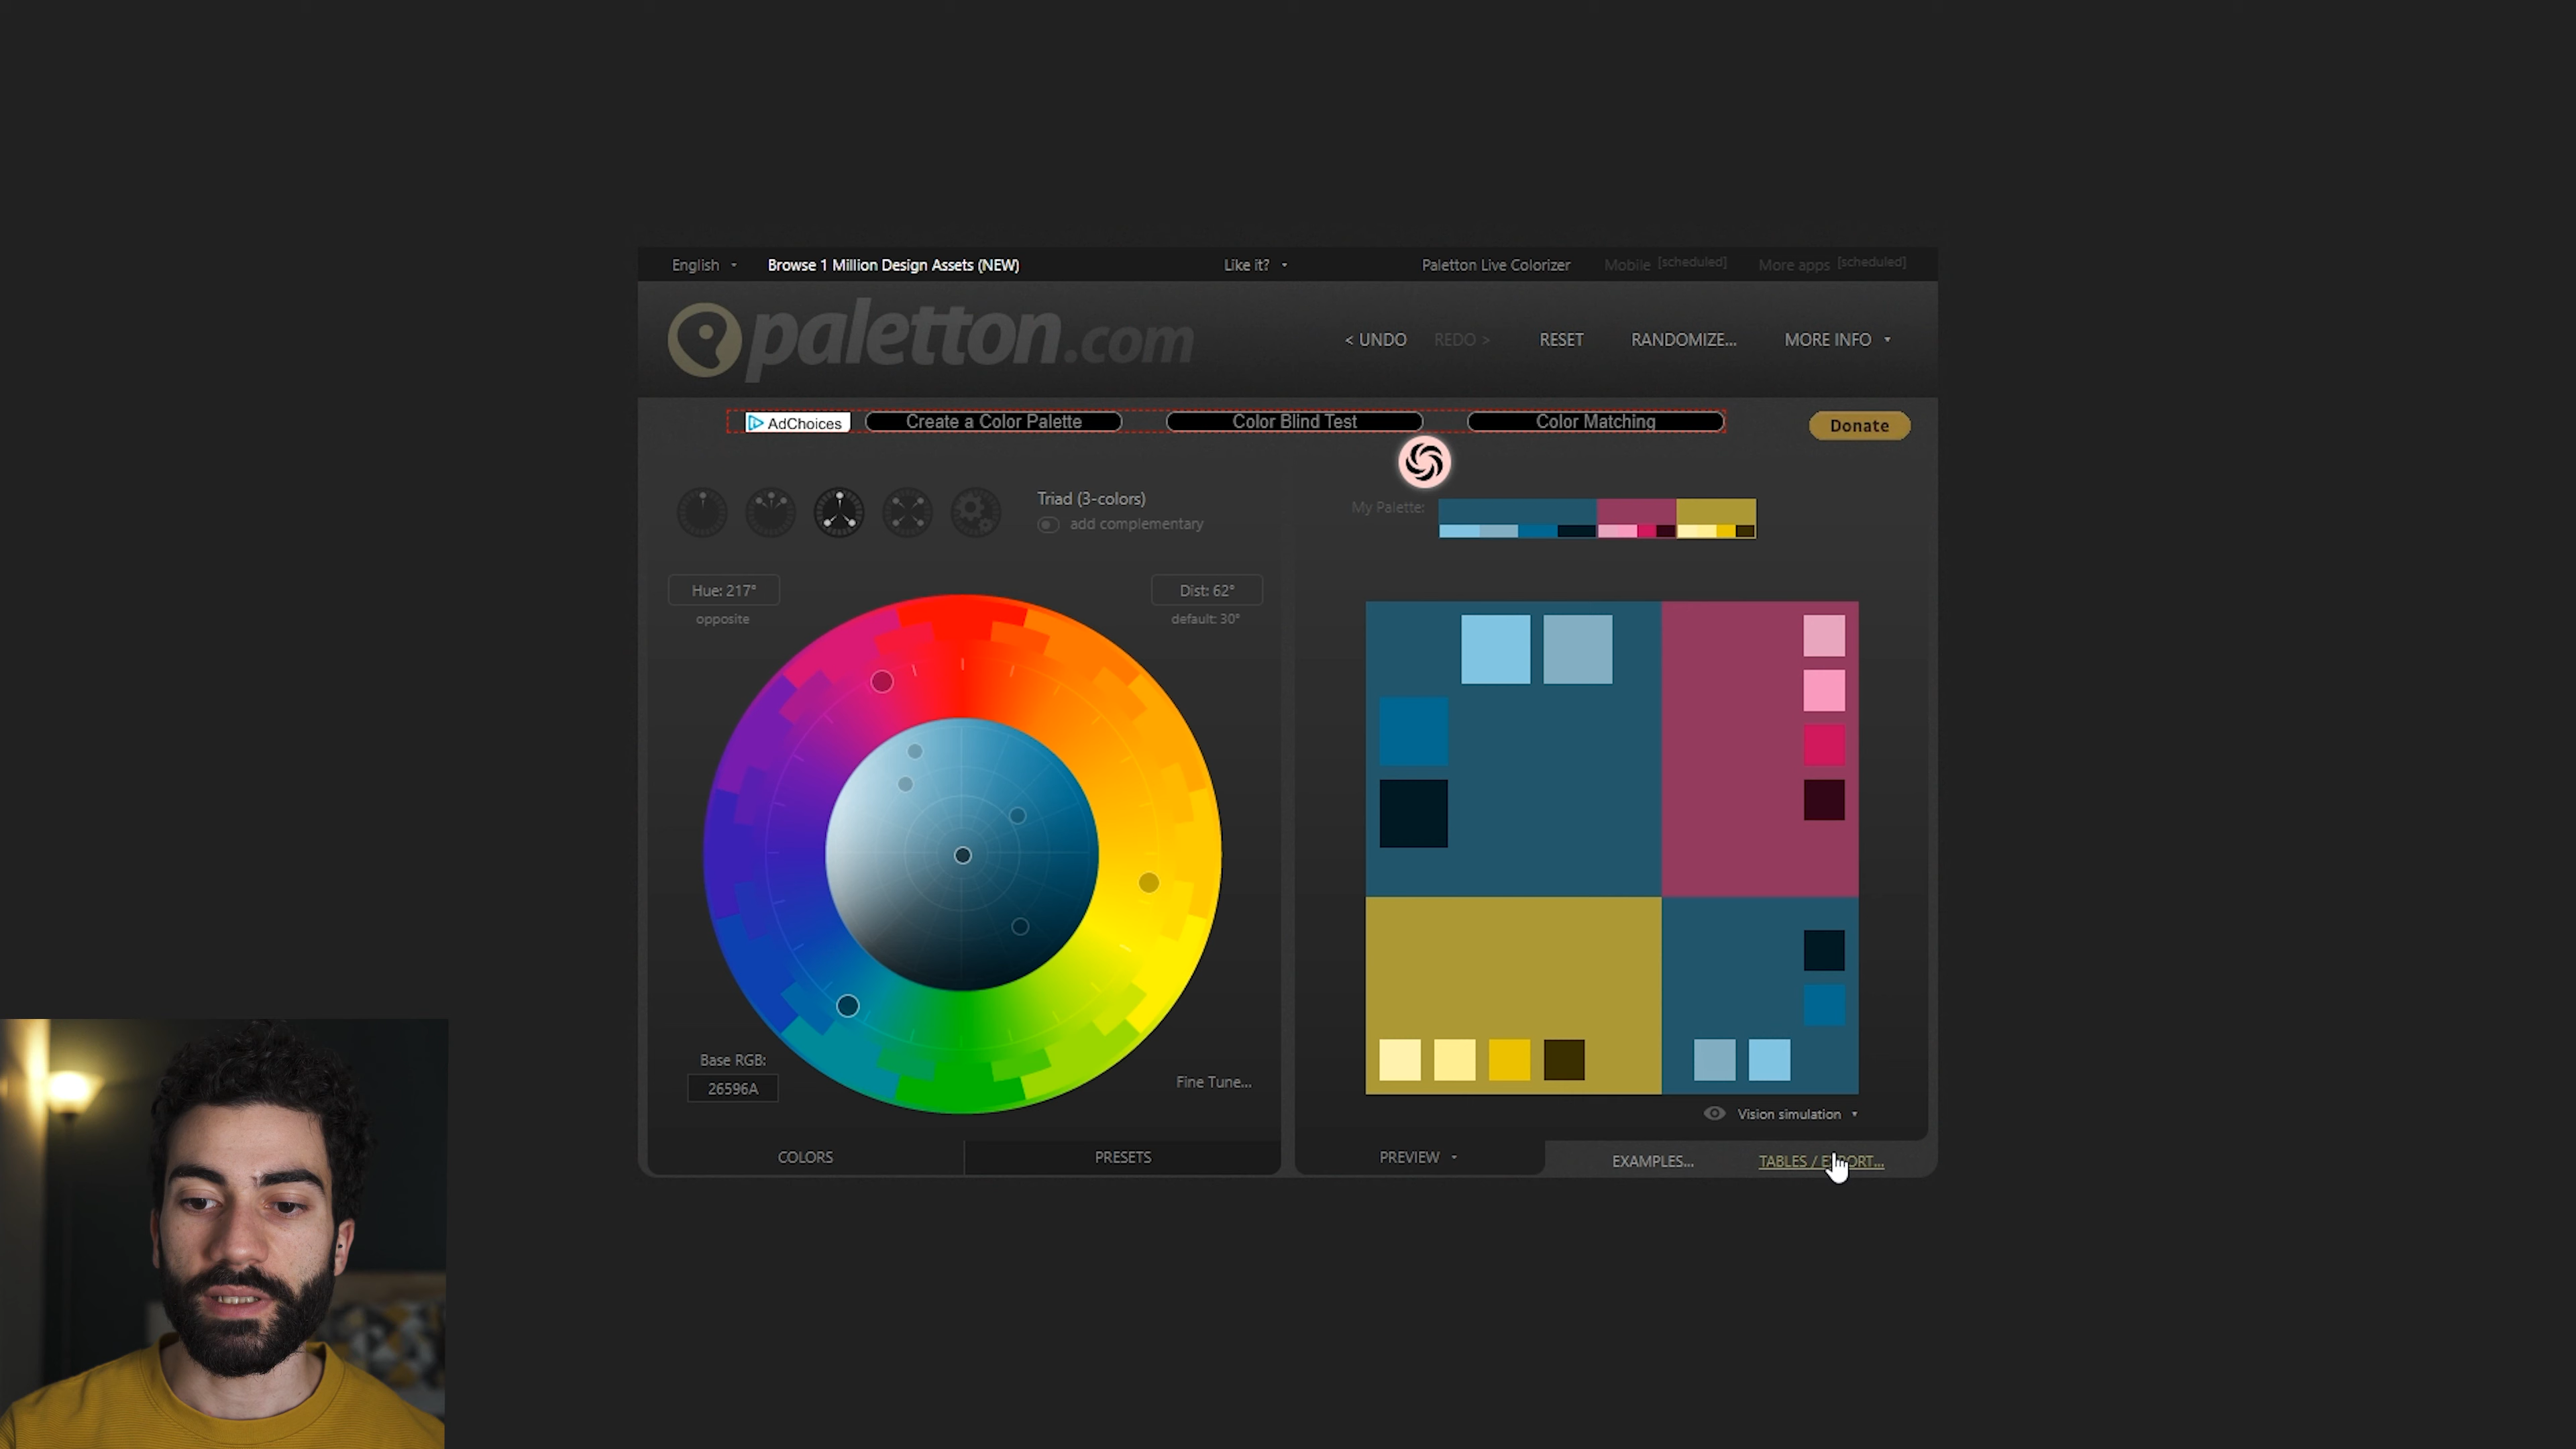 English
Browse 1 Million Design Assets (NEW)
Like it?
Paletton Live Colorizer
Mobile [scheduled]
More apps [scheduled]
paletton.com
< UNDO
REDO >
RESET
RANDOMIZE...
MORE INFO
AdChoices
Create a Color Palette
Color Blind Test
Color Matching
Donate
Triad (3-colors)
add complementary
My Palette:
Hue: 217°
opposite
Dist: 62°
default: 30°
Base RGB:
26596A
Fine Tune...
Vision simulation
COLORS
PRESETS
PREVIEW
EXAMPLES...
TABLES / EXPORT...